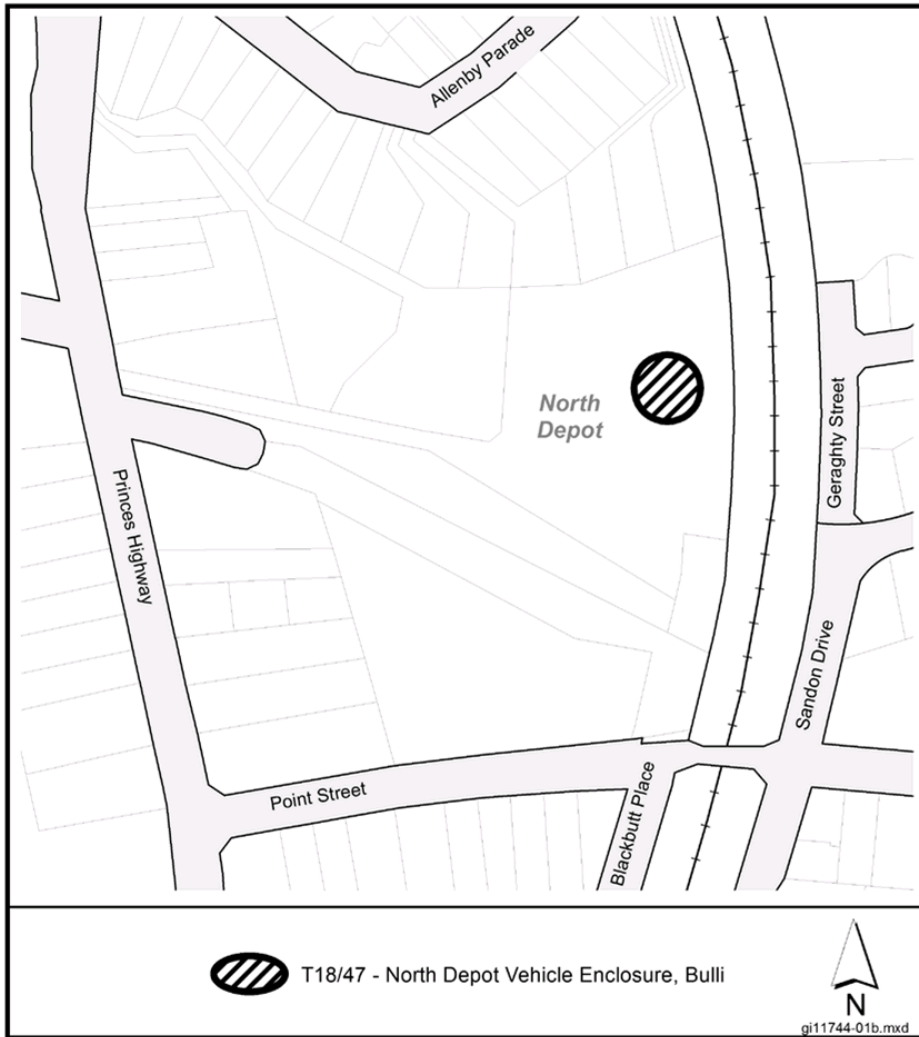 Allenby Parade
North
Depot
Geraghty Street
Princes Highway
Sandon Drive
Point Street
Blackbutt Place
T18/47 - North Depot Vehicle Enclosure, Bulli
N
gi11744-01b.mxd